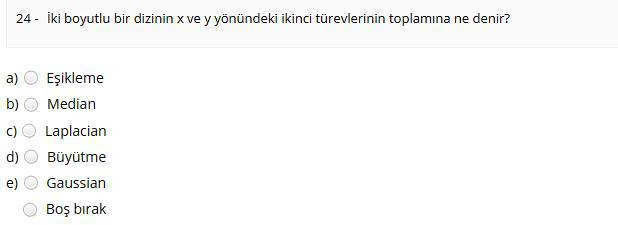 24 - İki boyutlu bir dizinin x ve y yönündeki ikinci türevlerinin toplamına ne denir?
a) Eşikleme
b) Median
c) Laplacian
d) Büyütme
e) Gaussian
Boş bırak